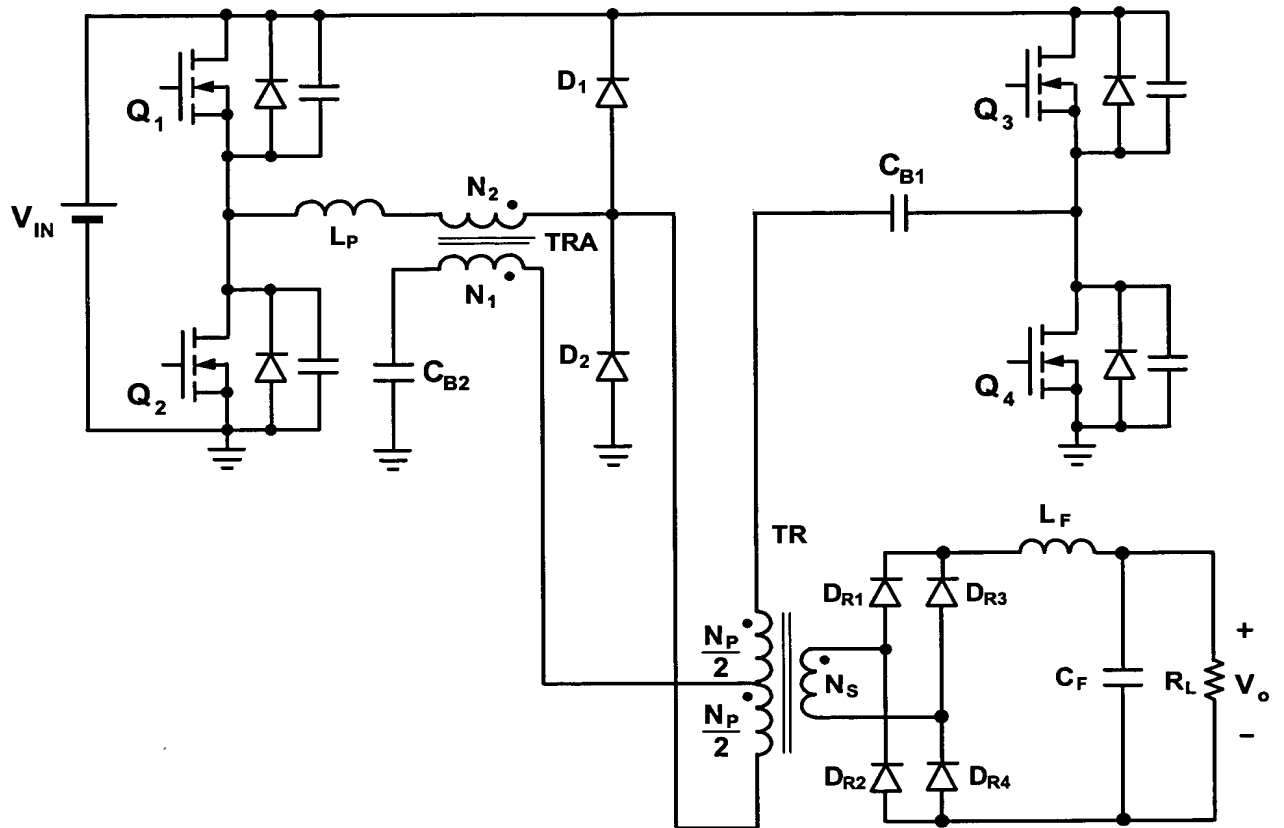 Q1
VIN
Q2
LP
N2
TRA
N1
CB2
D1
D2
CB1
Q3
Q4
TR
NP
2
NP
2
NS
DR1
DR3
DR2
DR4
LF
CF
RL
+
Vo
−